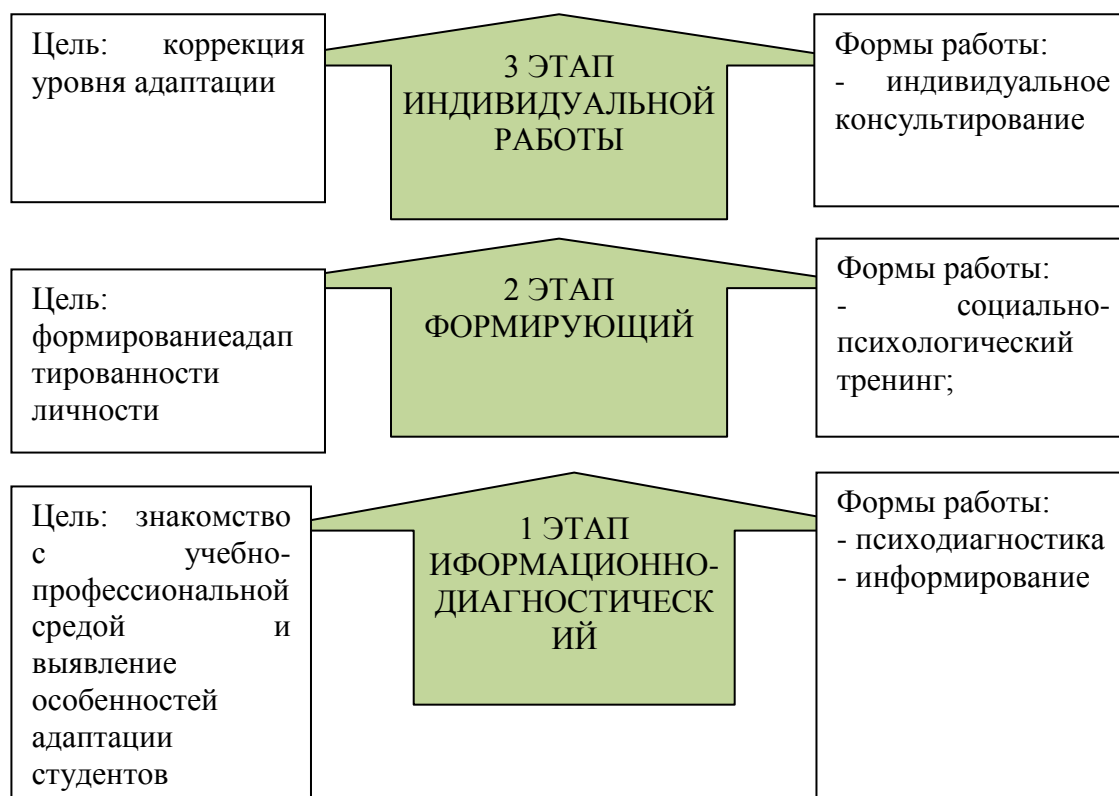 Цель: коррекция
уровня адаптации
3 ЭТАП
ИНДИВИДУАЛЬНОЙ
РАБОТЫ
Формы работы:
- индивидуальное
консультирование
Цель:
формированиеадап
тированности
личности
2 ЭТАП
ФОРМИРУЮЩИЙ
Формы работы:
- социально-
психологический
тренинг;
Цель: знакомство
с учебно-
профессиональной
средой и
выявление
особенностей
адаптации
студентов
1 ЭТАП
ИФОРМАЦИОННО-
ДИАГНОСТИЧЕСК
ИЙ
Формы работы:
- психодиагностика
- информирование